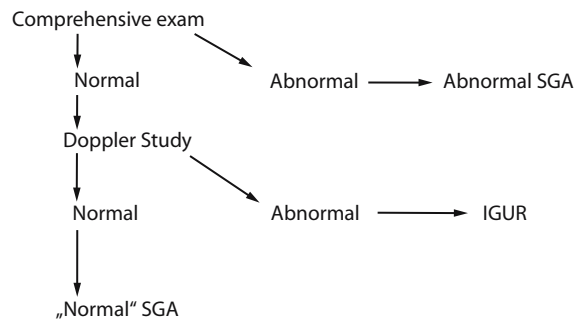 Comprehensive exam
Normal
Abnormal
Abnormal SGA
Doppler Study
Normal
Abnormal
IGUR
„Normal“ SGA